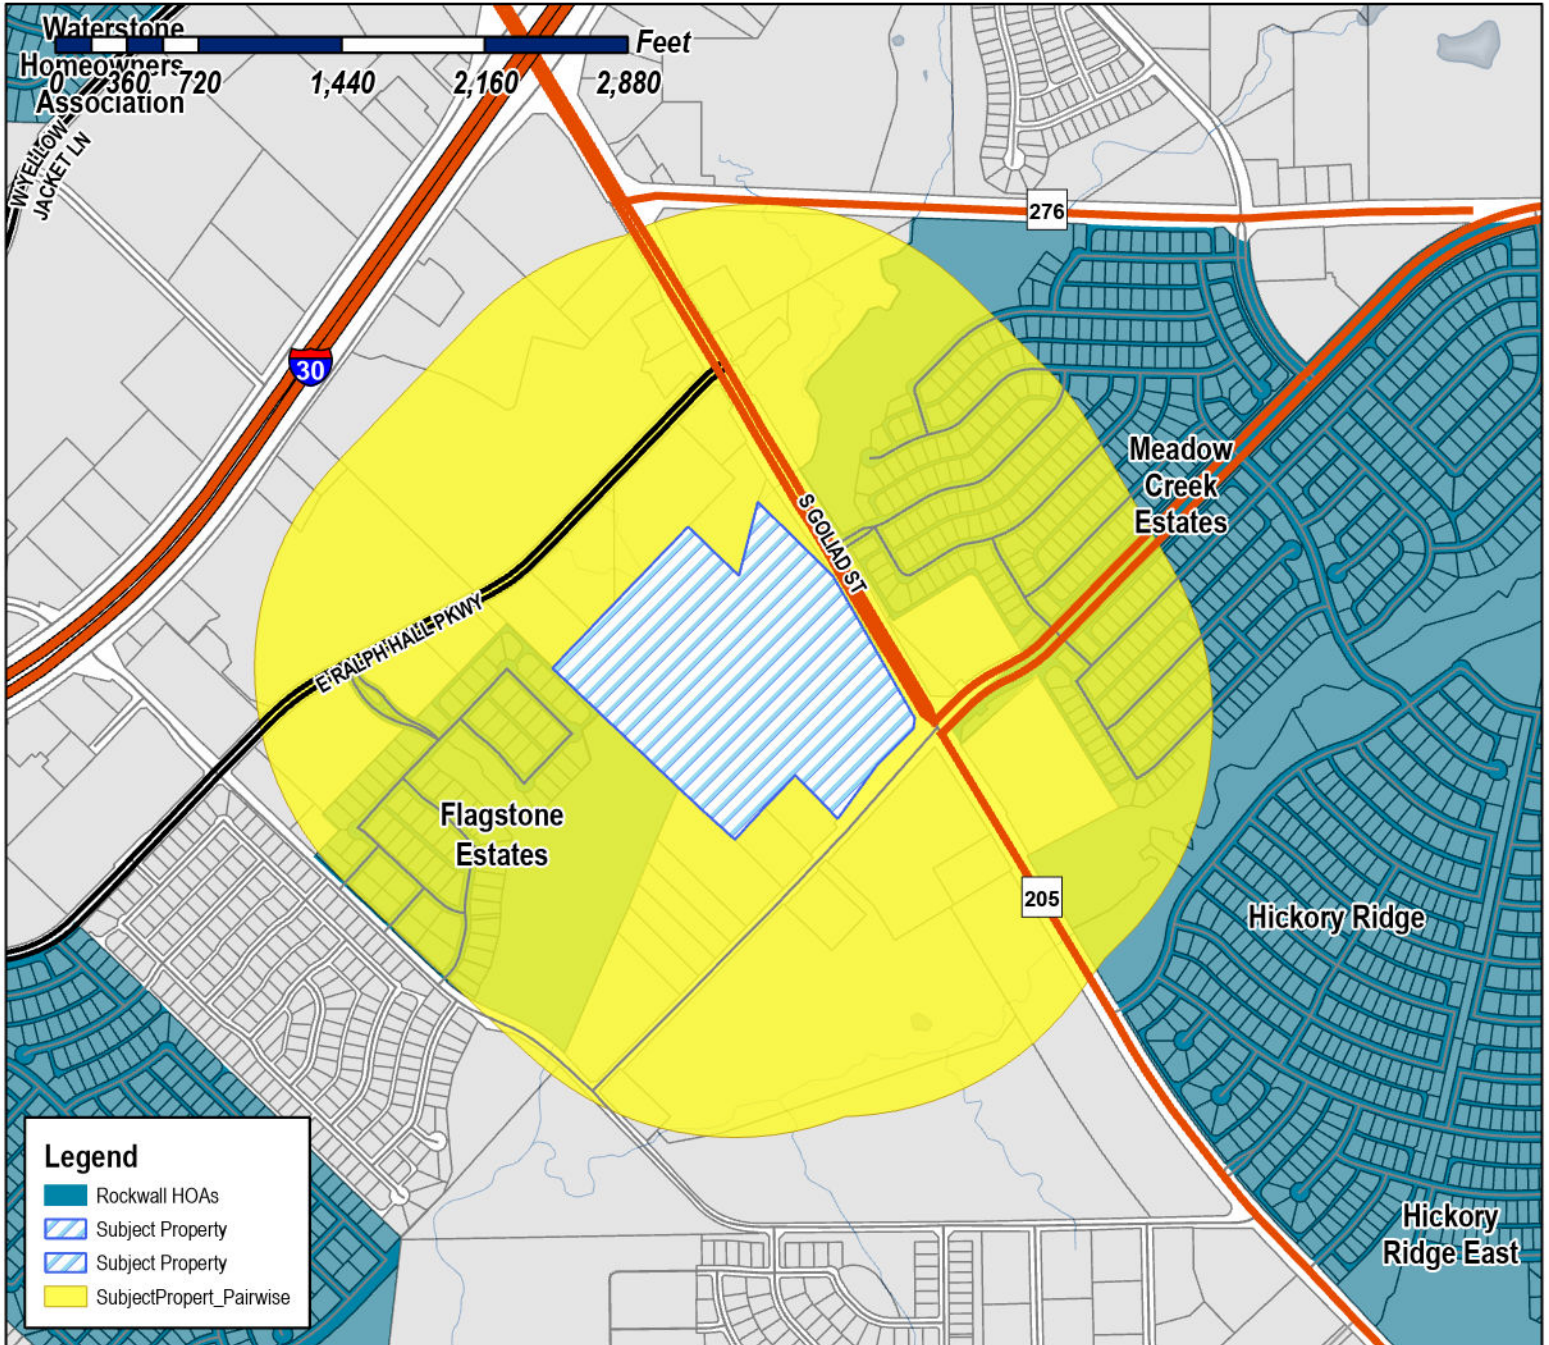 Waterstone
Homeowners
Association
Feet
0 360 720 1,440 2,160 2,880
W YELLOW
JACKET LN
276
30
Meadow
Creek
Estates
S GOLIAD ST
E RALPH HALL PKWY
Flagstone
Estates
205
Hickory Ridge
Hickory
Ridge East
Legend
Rockwall HOAs
Subject Property
Subject Property
SubjectPropert_Pairwise